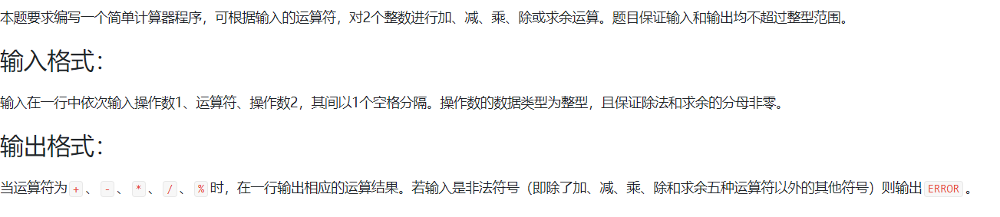 本题要求编写一个简单计算器程序，可根据输入的运算符，对2个整数进行加、减、乘、除或求余运算。题目保证输入和输出均不超过整型范围。
输入格式：
输入在一行中依次输入操作数1、运算符、操作数2，其间以1个空格分隔。操作数的数据类型为整型，且保证除法和求余的分母非零。
输出格式：
当运算符为 + 、 - 、 * 、 / 、 % 时，在一行输出相应的运算结果。若输入是非法符号（即除了加、减、乘、除和求余五种运算符以外的其他符号）则输出 ERROR 。